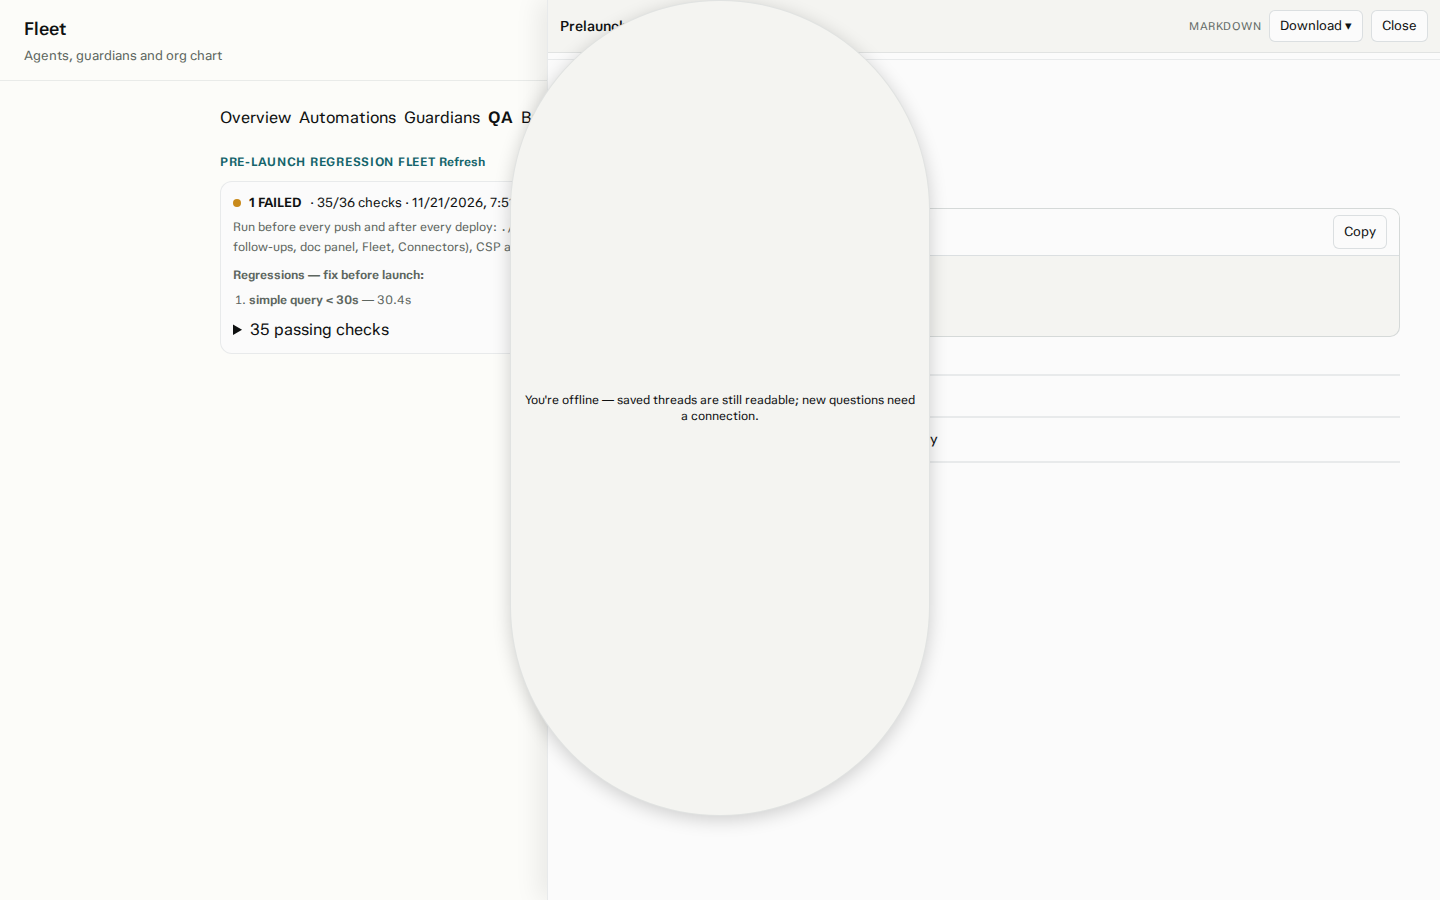 Fleet
Agents, guardians and org chart
Overview Automations Guardians QA
PRE-LAUNCH REGRESSION FLEET Refresh
1 FAILED · 35/36 checks · 11/21/2026,
Run before every push and after every deploy:
follow-ups, doc panel, Fleet, Connectors), CSP
Regressions — fix before launch:
1. simple query < 30s — 30.4s
▶ 35 passing checks
You're offline — saved threads are still readable; new questions need
a connection.
MARKDOWN Download ▾ Close
Copy